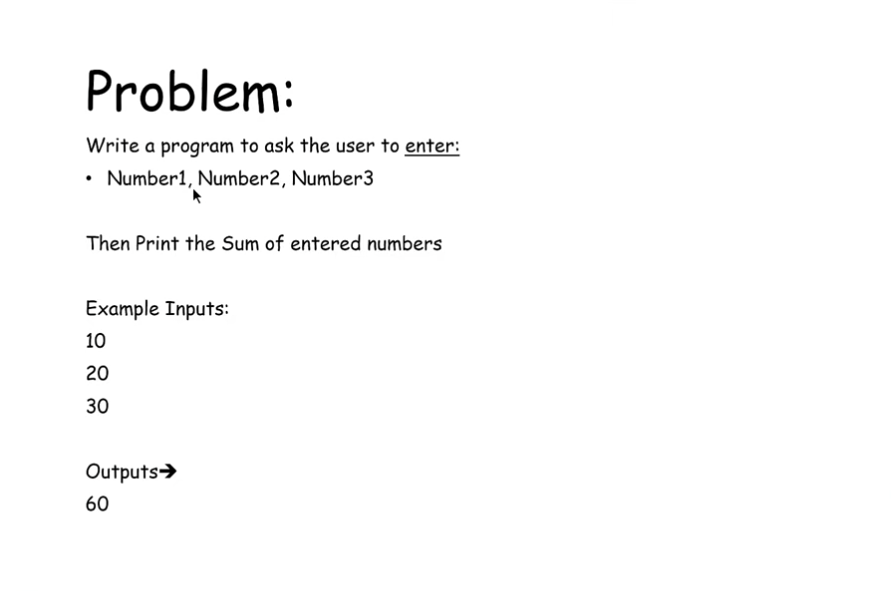 Problem:
Write a program to ask the user to enter:
• Number1, Number2, Number3
Then Print the Sum of entered numbers
Example Inputs:
10
20
30
Outputs➔
60